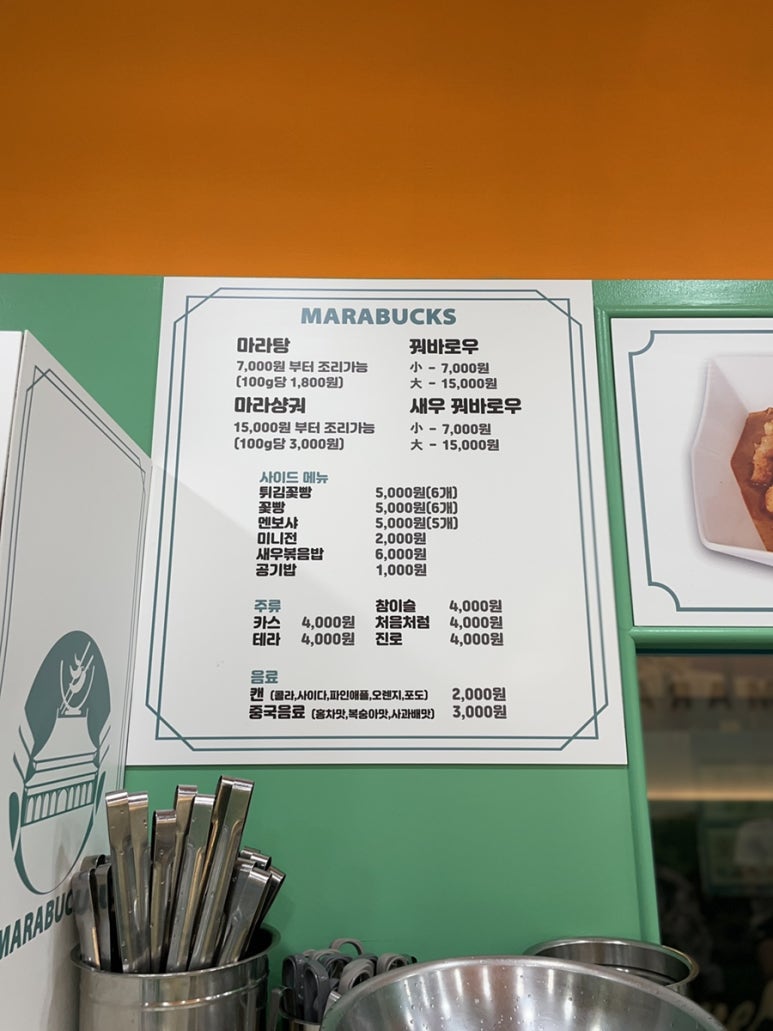 MARABUCKS
마라탕
7,000원 부터 조리가능
(100g당 1,800원)
꿔바로우
小 - 7,000원
大 - 15,000원
마라샹궈
15,000원 부터 조리가능
(100g당 3,000원)
새우 꿔바로우
小 - 7,000원
大 - 15,000원
사이드 메뉴
튀김꽃빵 5,000원(6개)
꽃빵 5,000원(6개)
멘보샤 5,000원(5개)
미니전 2,000원
새우볶음밥 6,000원
공기밥 1,000원
주류
카스 4,000원
테라 4,000원
참이슬 4,000원
처음처럼 4,000원
진로 4,000원
음료
캔 (콜라,사이다,파인애플,오렌지,포도) 2,000원
중국음료 (홍차맛,복숭아맛,사과배맛) 3,000원
MARABUC